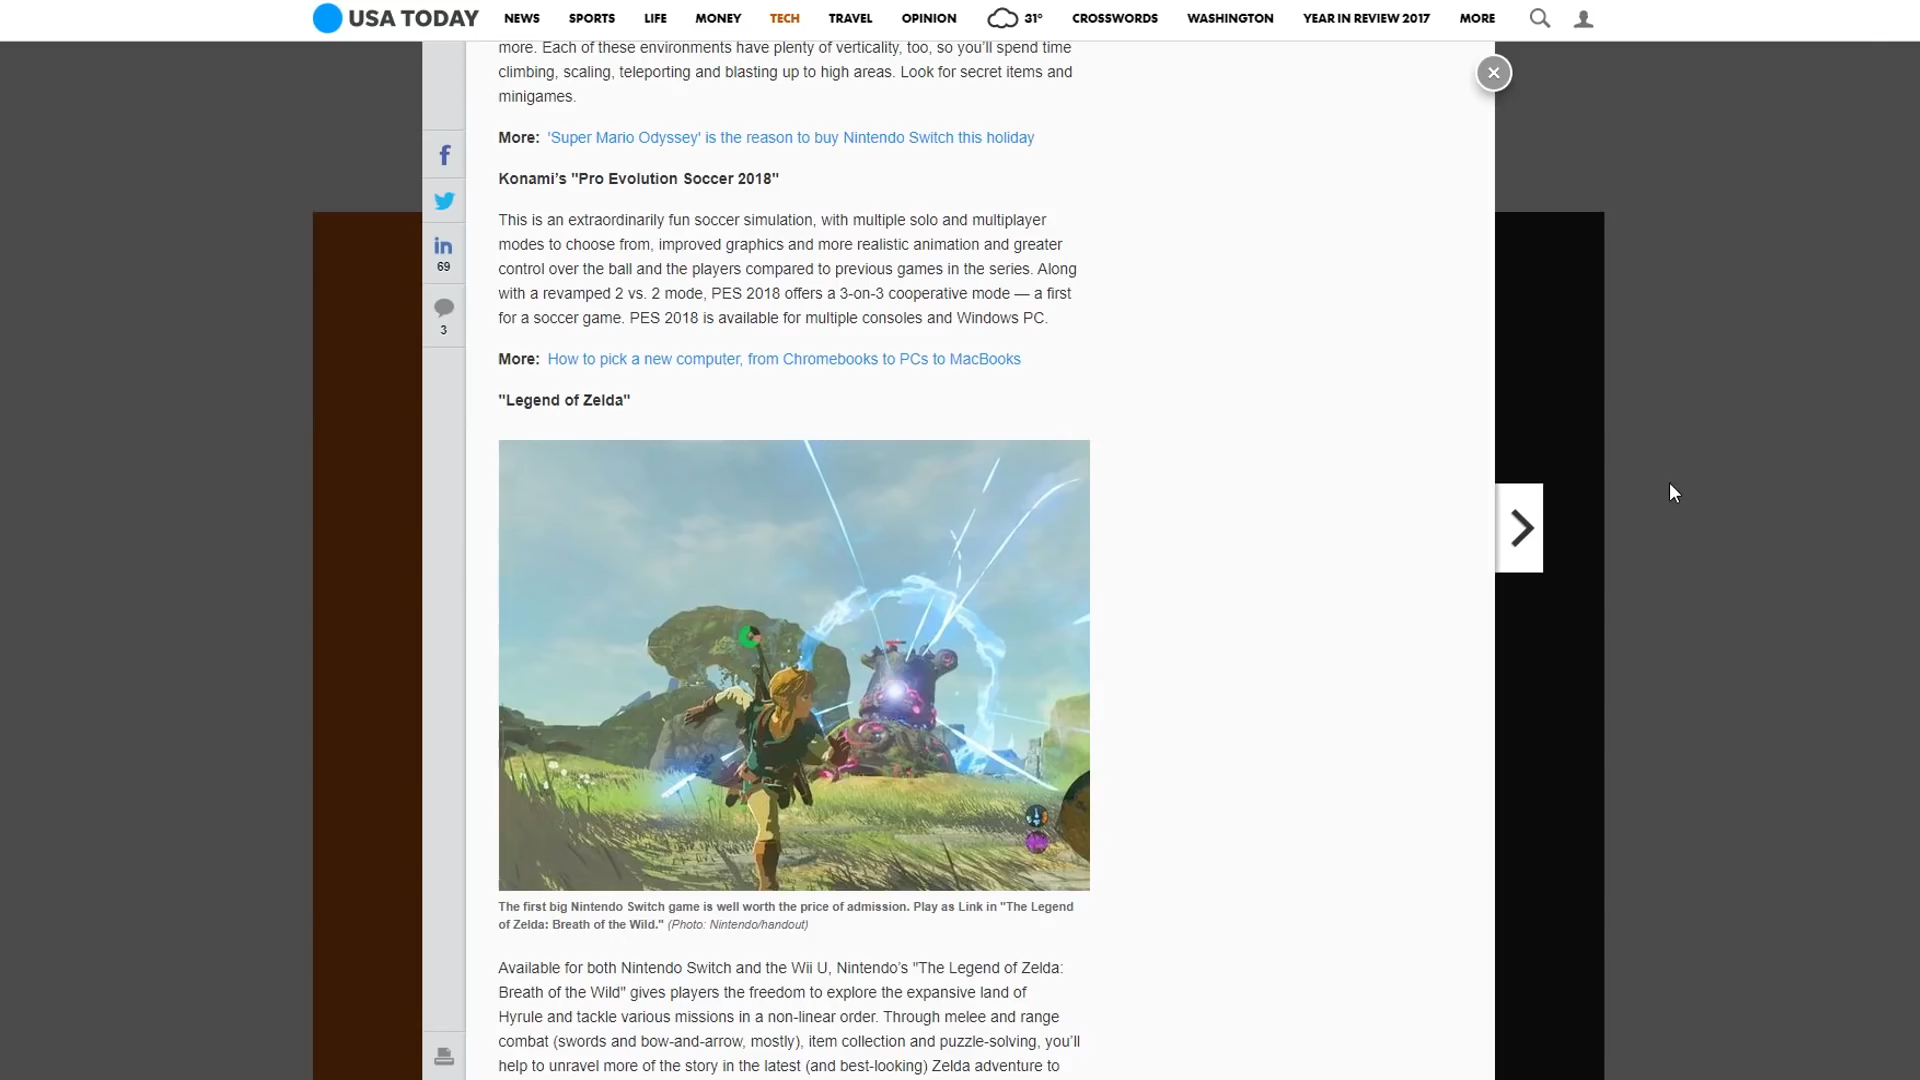 USA TODAY
NEWS SPORTS LIFE MONEY TECH TRAVEL OPINION 31° CROSSWORDS WASHINGTON YEAR IN REVIEW 2017 MORE
more. Each of these environments have plenty of verticality, too, so you’ll spend time
climbing, scaling, teleporting and blasting up to high areas. Look for secret items and
minigames.
More: 'Super Mario Odyssey' is the reason to buy Nintendo Switch this holiday
Konami’s "Pro Evolution Soccer 2018"
This is an extraordinarily fun soccer simulation, with multiple solo and multiplayer
modes to choose from, improved graphics and more realistic animation and greater
control over the ball and the players compared to previous games in the series. Along
with a revamped 2 vs. 2 mode, PES 2018 offers a 3-on-3 cooperative mode — a first
for a soccer game. PES 2018 is available for multiple consoles and Windows PC.
More: How to pick a new computer, from Chromebooks to PCs to MacBooks
"Legend of Zelda"
The first big Nintendo Switch game is well worth the price of admission. Play as Link in "The Legend
of Zelda: Breath of the Wild." (Photo: Nintendo/handout)
Available for both Nintendo Switch and the Wii U, Nintendo’s "The Legend of Zelda:
Breath of the Wild" gives players the freedom to explore the expansive land of
Hyrule and tackle various missions in a non-linear order. Through melee and range
combat (swords and bow-and-arrow, mostly), item collection and puzzle-solving, you’ll
help to unravel more of the story in the latest (and best-looking) Zelda adventure to
f
in
69
3